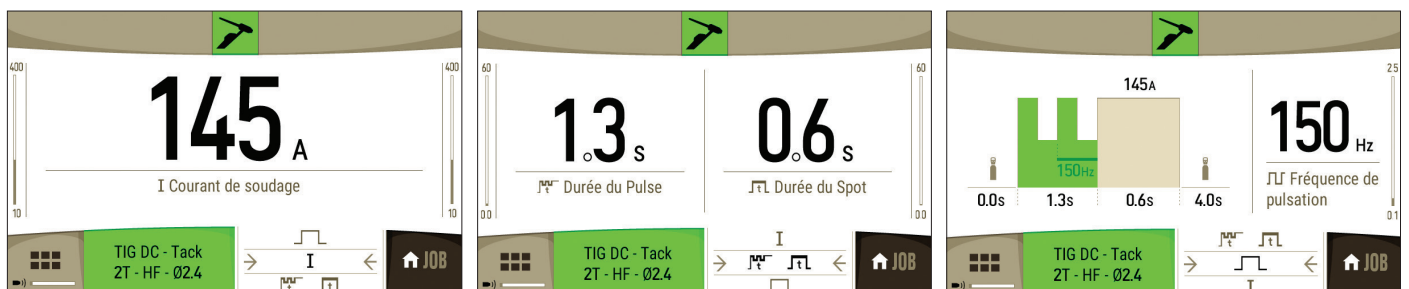 400
400
145 A
I Courant de soudage
10
10
TIG DC - Tack
2T - HF - Ø2.4
I
t
t
JOB
60
60
1.3 s
0.6 s
t Durée du Pulse
t Durée du Spot
0.0
0.0
TIG DC - Tack
2T - HF - Ø2.4
I
t
t
JOB
25
145A
150 Hz
150Hz
Fréquence de
pulsation
0.0s
1.3s
0.6s
4.0s
0.1
TIG DC - Tack
2T - HF - Ø2.4
t
t
I
JOB